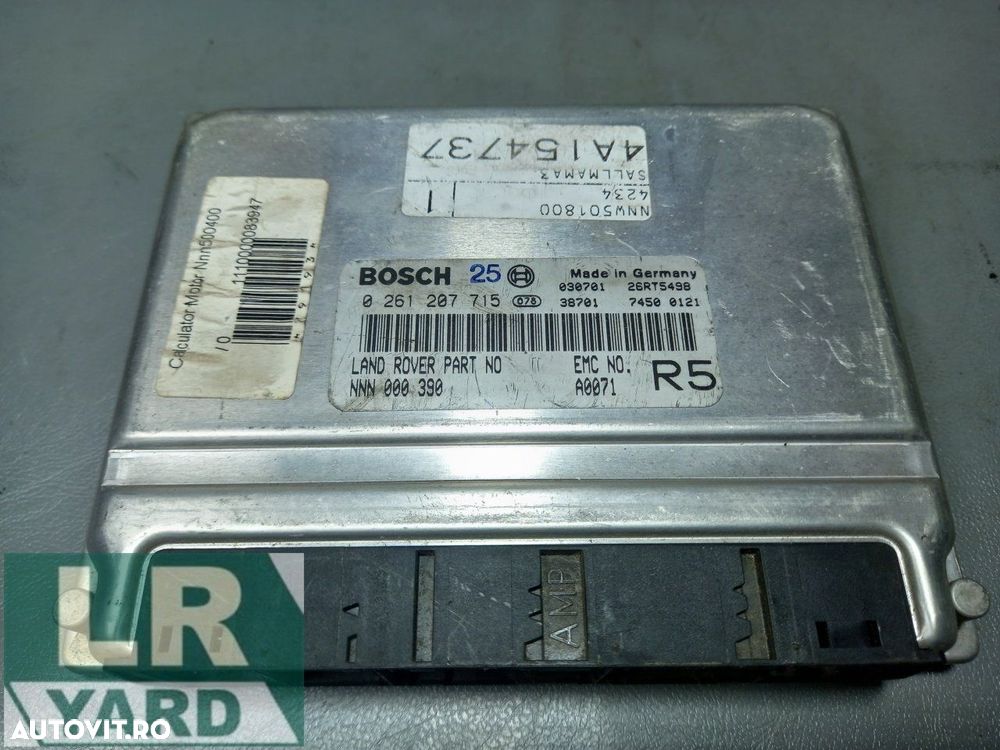 4A154737
SALLMAMA3
4234
NNW501800 1
Calculator Motor Nnn500400
1110000083947
/ 0
BOSCH 25 Made in Germany
030701 26RT5498
0 261 207 715 078 38701 7450 0121
LAND ROVER PART NO EMC NO.
NNN 000 390 A0071 R5
AMP
LR
YARD
AUTOVIT.RO